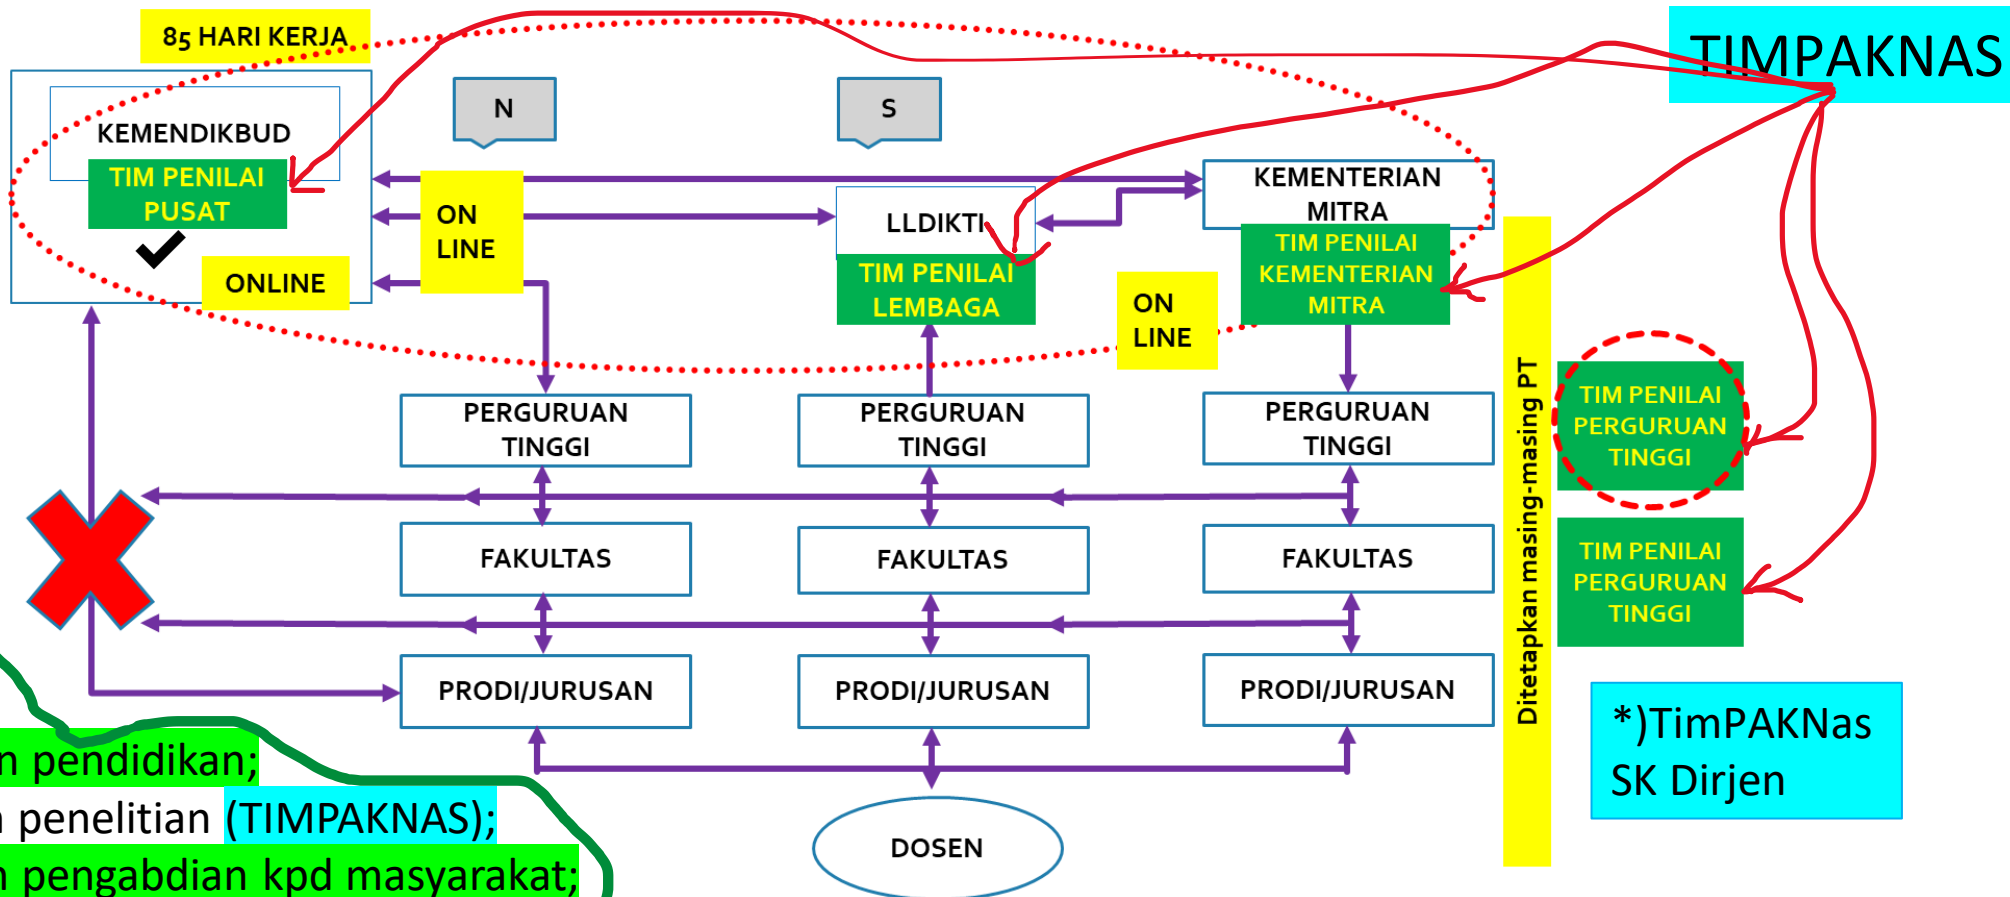 85 HARI KERJA
TIMPAKNAS
N
S
KEMENDIKBUD
TIM PENILAI
PUSAT
ONLINE
ON
LINE
LLDIKTI
TIM PENILAI
LEMBAGA
KEMENTERIAN
MITRA
TIM PENILAI
KEMENTERIAN
MITRA
ON
LINE
PERGURUAN
TINGGI
PERGURUAN
TINGGI
PERGURUAN
TINGGI
Ditetapkan masing-masing PT
TIM PENILAI
PERGURUAN
TINGGI
FAKULTAS
FAKULTAS
FAKULTAS
TIM PENILAI
PERGURUAN
TINGGI
PRODI/JURUSAN
PRODI/JURUSAN
PRODI/JURUSAN
*)TimPAKNas
SK Dirjen
n pendidikan;
penelitian (TIMPAKNAS);
pengabdian kpd masyarakat;
DOSEN